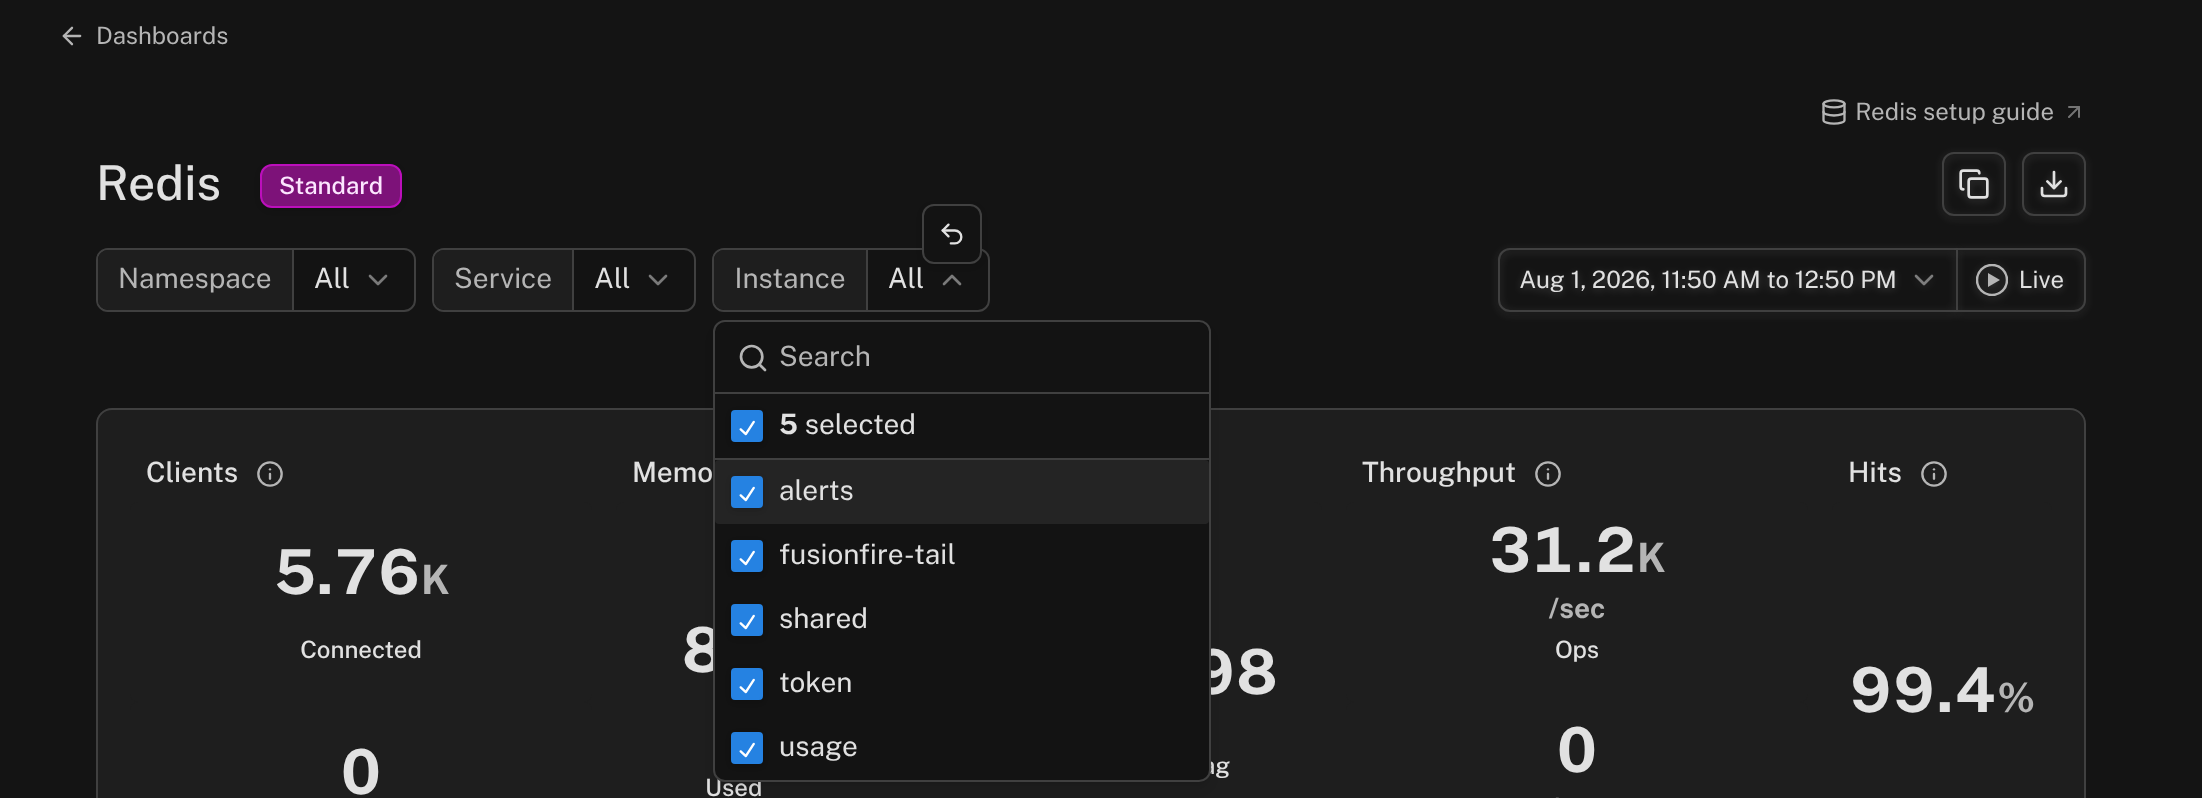 Dashboards
Redis setup guide
Redis
Standard
Namespace All
Service All
Instance All
Aug 1, 2026, 11:50 AM to 12:50 PM
Live
Search
5 selected
alerts
fusionfire-tail
shared
token
usage
Clients
5.76K
Connected
0
Memo
8
Used
98
ng
Throughput
31.2K
/sec
Ops
0
Hits
99.4%